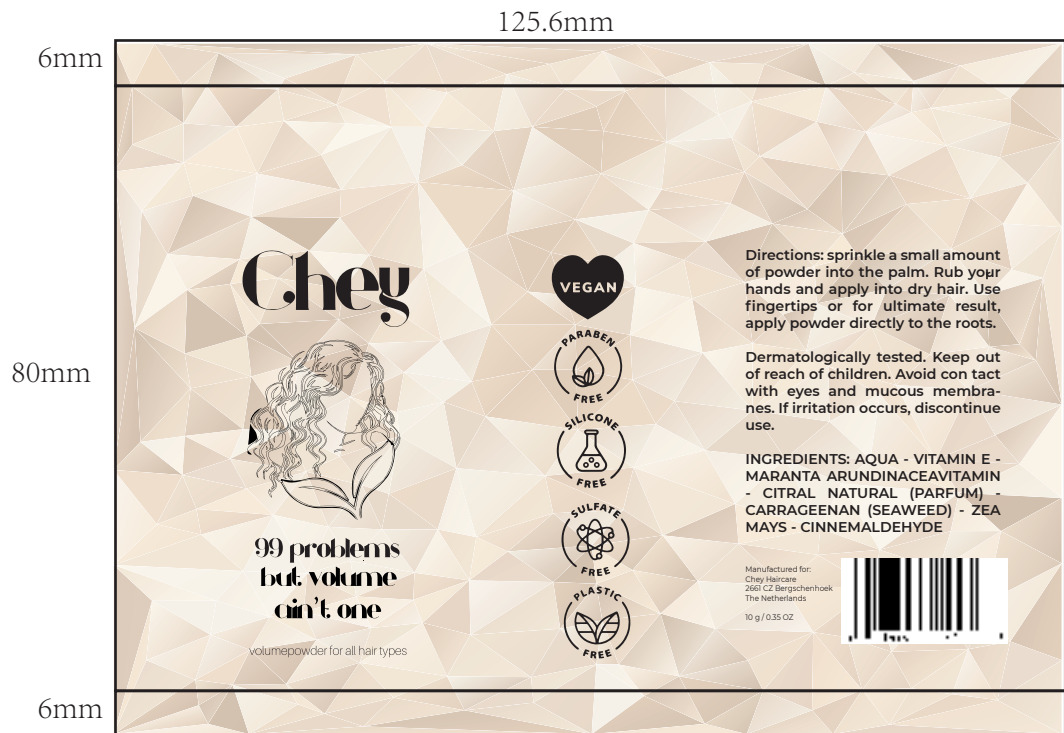 125.6mm
6mm
80mm
6mm
Chey
99 problems
but volume
ain't one
volumepowder for all hair types
VEGAN
PARABEN
FREE
SILICONE
FREE
SULFATE
FREE
PLASTIC
FREE
Directions: sprinkle a small amount
of powder into the palm. Rub your
hands and apply into dry hair. Use
fingertips or for ultimate result,
apply powder directly to the roots.
Dermatologically tested. Keep out
of reach of children. Avoid con tact
with eyes and mucous membra-
nes. If irritation occurs, discontinue
use.
INGREDIENTS: AQUA - VITAMIN E -
MARANTA ARUNDINACEAVITAMIN
- CITRAL NATURAL (PARFUM) -
CARRAGEENAN (SEAWEED) - ZEA
MAYS - CINNEMALDEHYDE
Manufactured for:
Chey Haircare
2661 CZ Bergschenhoek
The Netherlands
10 g / 0.35 OZ